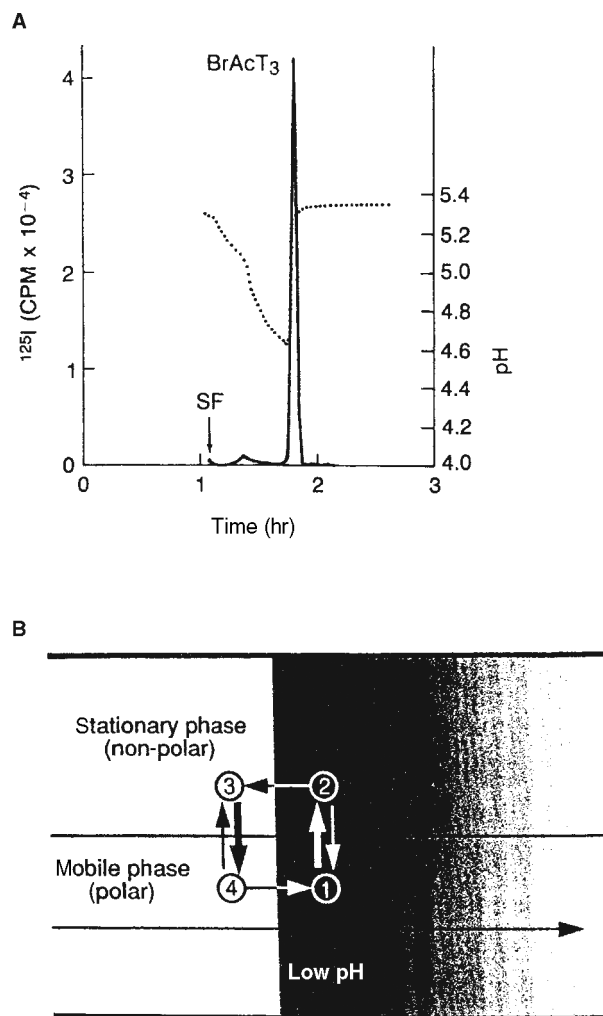 A
BrAcT3
4
3
2
1
0
¹²⁵I (CPM x 10⁻⁴)
SF
5.4
5.2
5.0
4.8
4.6
4.4
4.2
4.0
pH
0
1
2
3
Time (hr)
B
Stationary phase
(non-polar)
3
2
Mobile phase
(polar)
4
1
Low pH